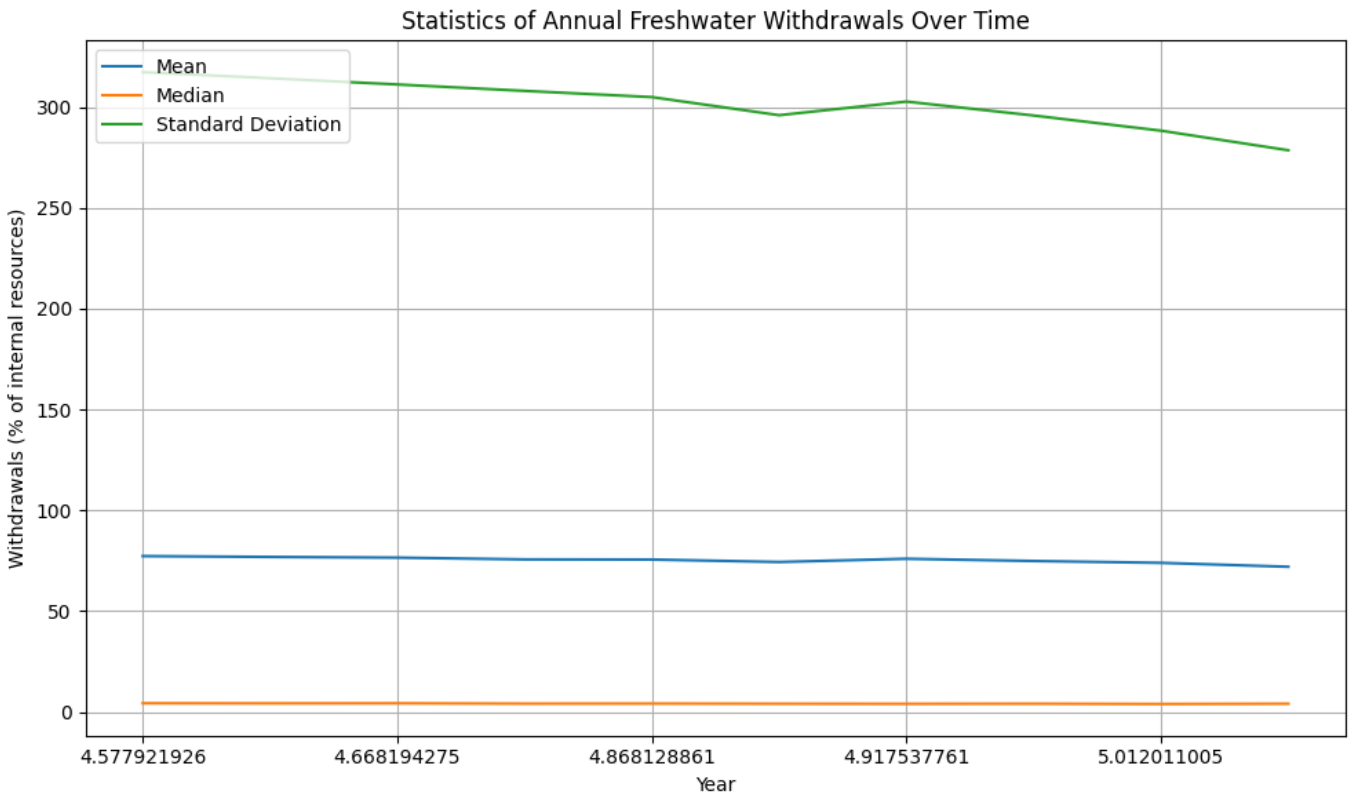 Statistics of Annual Freshwater Withdrawals Over Time
Mean
Median
Standard Deviation
Withdrawals (% of internal resources)
300
250
200
150
100
50
0
4.577921926 4.668194275 4.868128861 4.917537761 5.012011005
Year